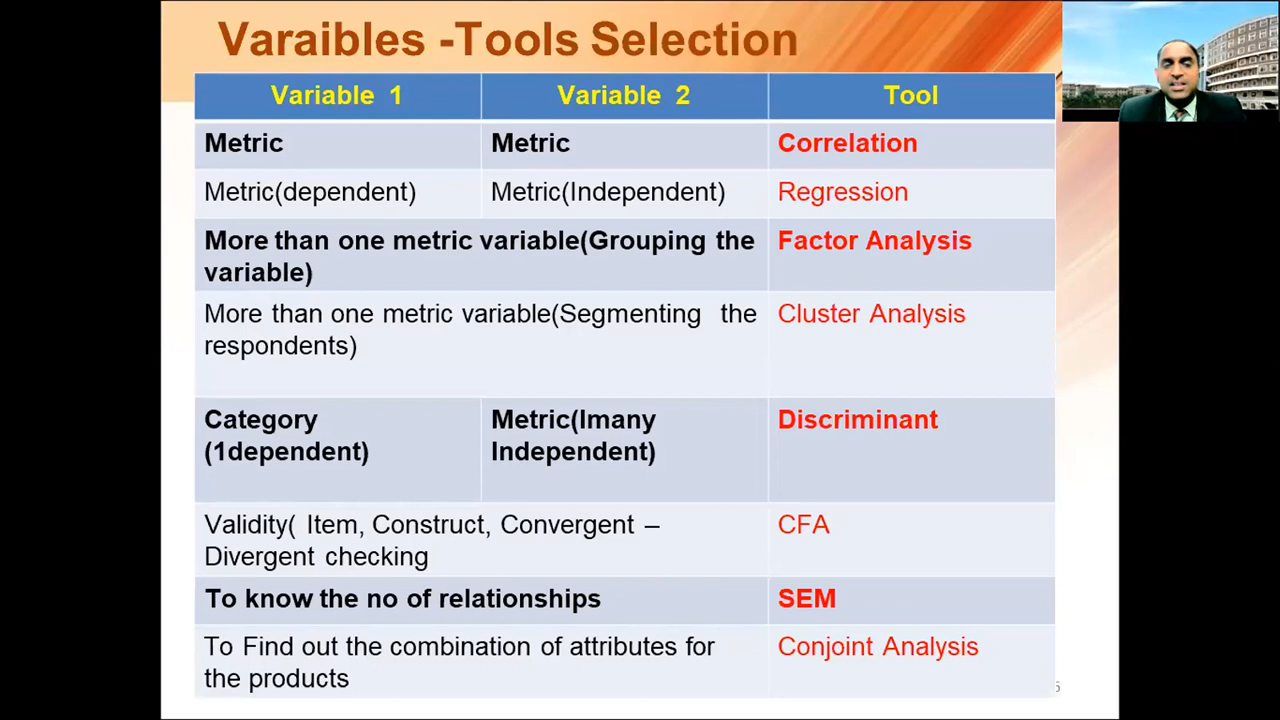 Varaibles -Tools Selection
Variable 1 Variable 2 Tool
Metric Metric Correlation
Metric(dependent) Metric(Independent) Regression
More than one metric variable(Grouping the Factor Analysis
variable)
More than one metric variable(Segmenting the Cluster Analysis
respondents)
Category Metric(Imany Discriminant
(1dependent) Independent)
Validity( Item, Construct, Convergent – CFA
Divergent checking
To know the no of relationships SEM
To Find out the combination of attributes for Conjoint Analysis
the products